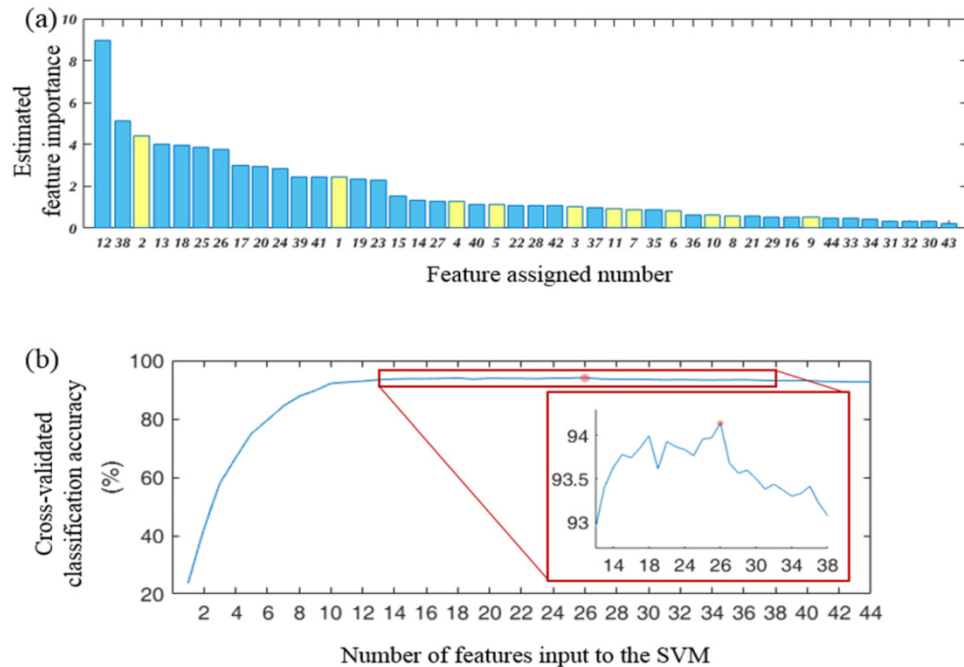 (a)
10
8
6
4
2
0
Estimated
feature importance
12 38 2 13 18 25 26 17 20 24 39 41 1 19 23 15 14 27 4 40 5 22 28 42 3 37 11 7 35 6 36 10 8 21 29 16 9 44 33 34 31 32 30 43
Feature assigned number
(b)
100
80
60
40
20
Cross-validated
classification accuracy
(%)
94
93.5
93
14 18 22 26 30 34 38
2 4 6 8 10 12 14 16 18 20 22 24 26 28 30 32 34 36 38 40 42 44
Number of features input to the SVM